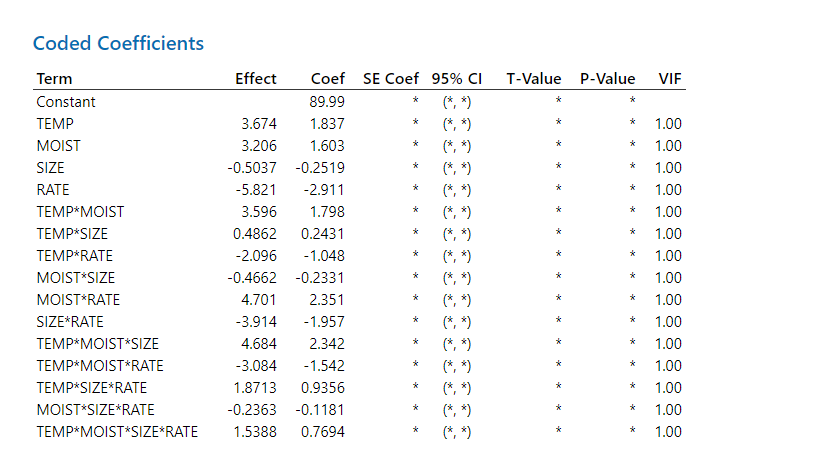 Coded Coefficients
Term Effect Coef SE Coef 95% CI T-Value P-Value VIF
Constant 89.99 * (*, *) * *
TEMP 3.674 1.837 * (*, *) * * 1.00
MOIST 3.206 1.603 * (*, *) * * 1.00
SIZE -0.5037 -0.2519 * (*, *) * * 1.00
RATE -5.821 -2.911 * (*, *) * * 1.00
TEMP*MOIST 3.596 1.798 * (*, *) * * 1.00
TEMP*SIZE 0.4862 0.2431 * (*, *) * * 1.00
TEMP*RATE -2.096 -1.048 * (*, *) * * 1.00
MOIST*SIZE -0.4662 -0.2331 * (*, *) * * 1.00
MOIST*RATE 4.701 2.351 * (*, *) * * 1.00
SIZE*RATE -3.914 -1.957 * (*, *) * * 1.00
TEMP*MOIST*SIZE 4.684 2.342 * (*, *) * * 1.00
TEMP*MOIST*RATE -3.084 -1.542 * (*, *) * * 1.00
TEMP*SIZE*RATE 1.8713 0.9356 * (*, *) * * 1.00
MOIST*SIZE*RATE -0.2363 -0.1181 * (*, *) * * 1.00
TEMP*MOIST*SIZE*RATE 1.5388 0.7694 * (*, *) * * 1.00